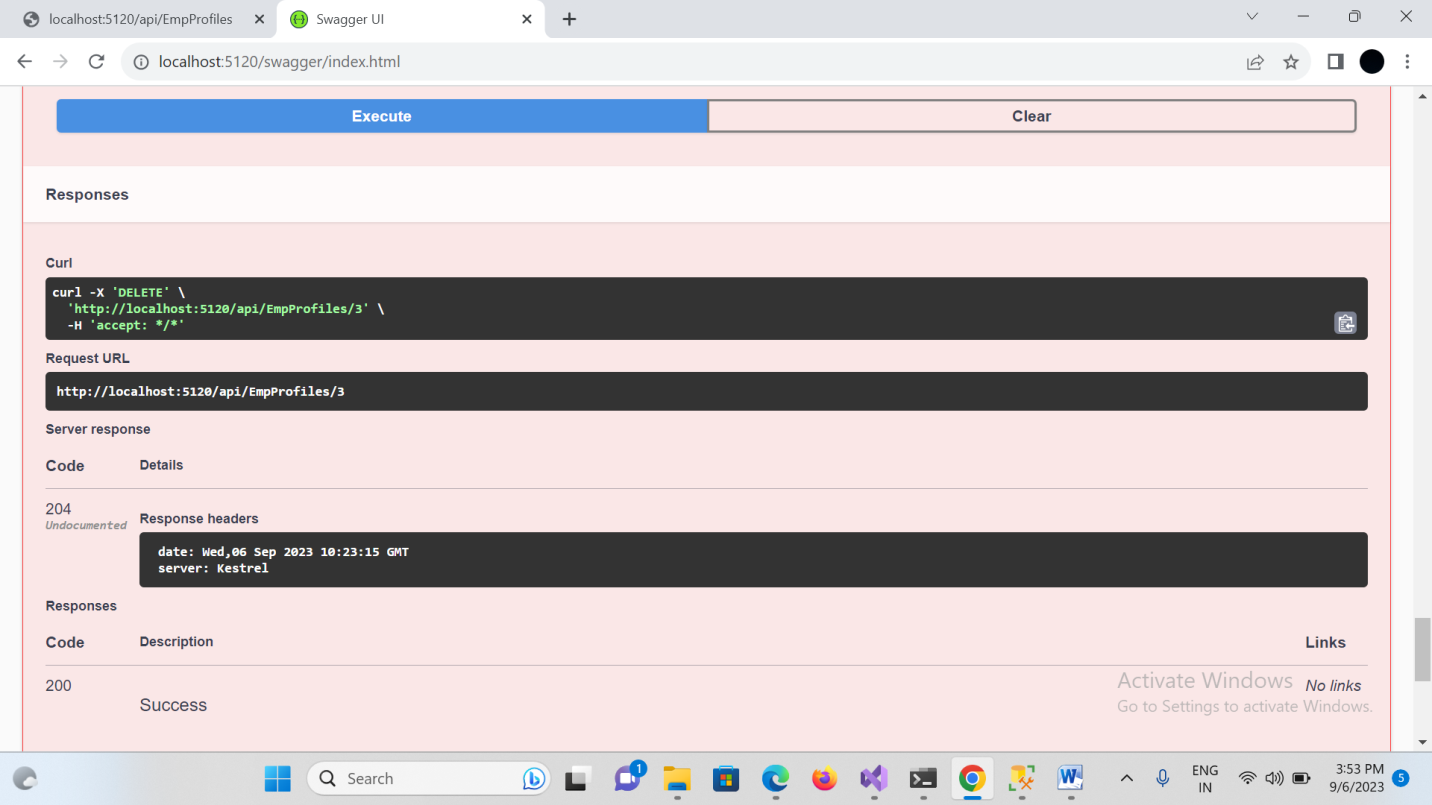 localhost:5120/api/EmpProfiles
Swagger UI
localhost:5120/swagger/index.html
Execute
Clear
Responses
Curl
curl -X 'DELETE' \
'http://localhost:5120/api/EmpProfiles/3' \
-H 'accept: */*'
Request URL
http://localhost:5120/api/EmpProfiles/3
Server response
Code Details
204
Undocumented
Response headers
date: Wed,06 Sep 2023 10:23:15 GMT
server: Kestrel
Responses
Code Description Links
200
Success
No links
Activate Windows
Go to Settings to activate Windows.
Search
1
ENG
IN
3:53 PM
9/6/2023
5